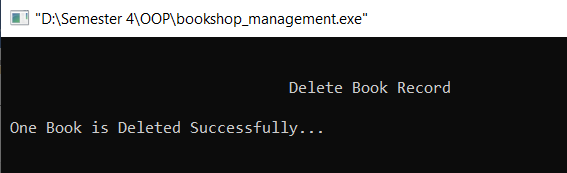 "D:\Semester 4\OOP\bookshop_management.exe"
Delete Book Record
One Book is Deleted Successfully...